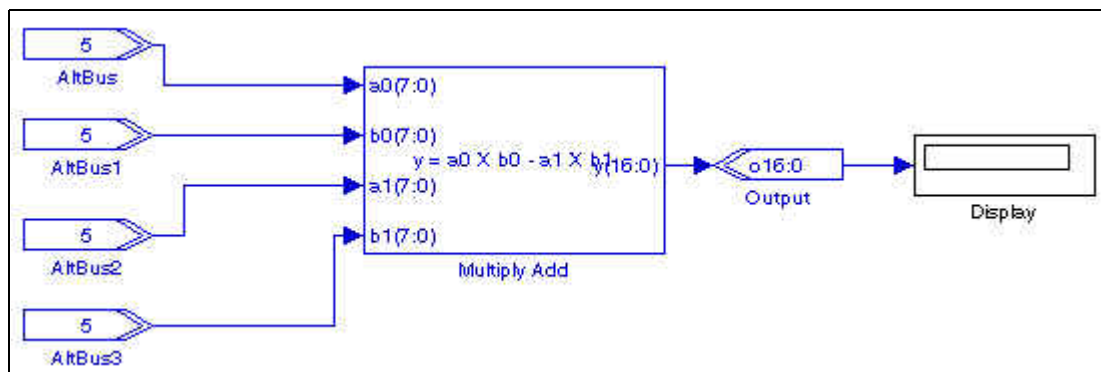 5
AltBus
5
AltBus1
5
AltBus2
5
AltBus3
a0(7:0)
b0(7:0)
y = a0 X b0 - a1 X b1
y(16:0)
a1(7:0)
b1(7:0)
Multiply Add
o16:0
Output
Display